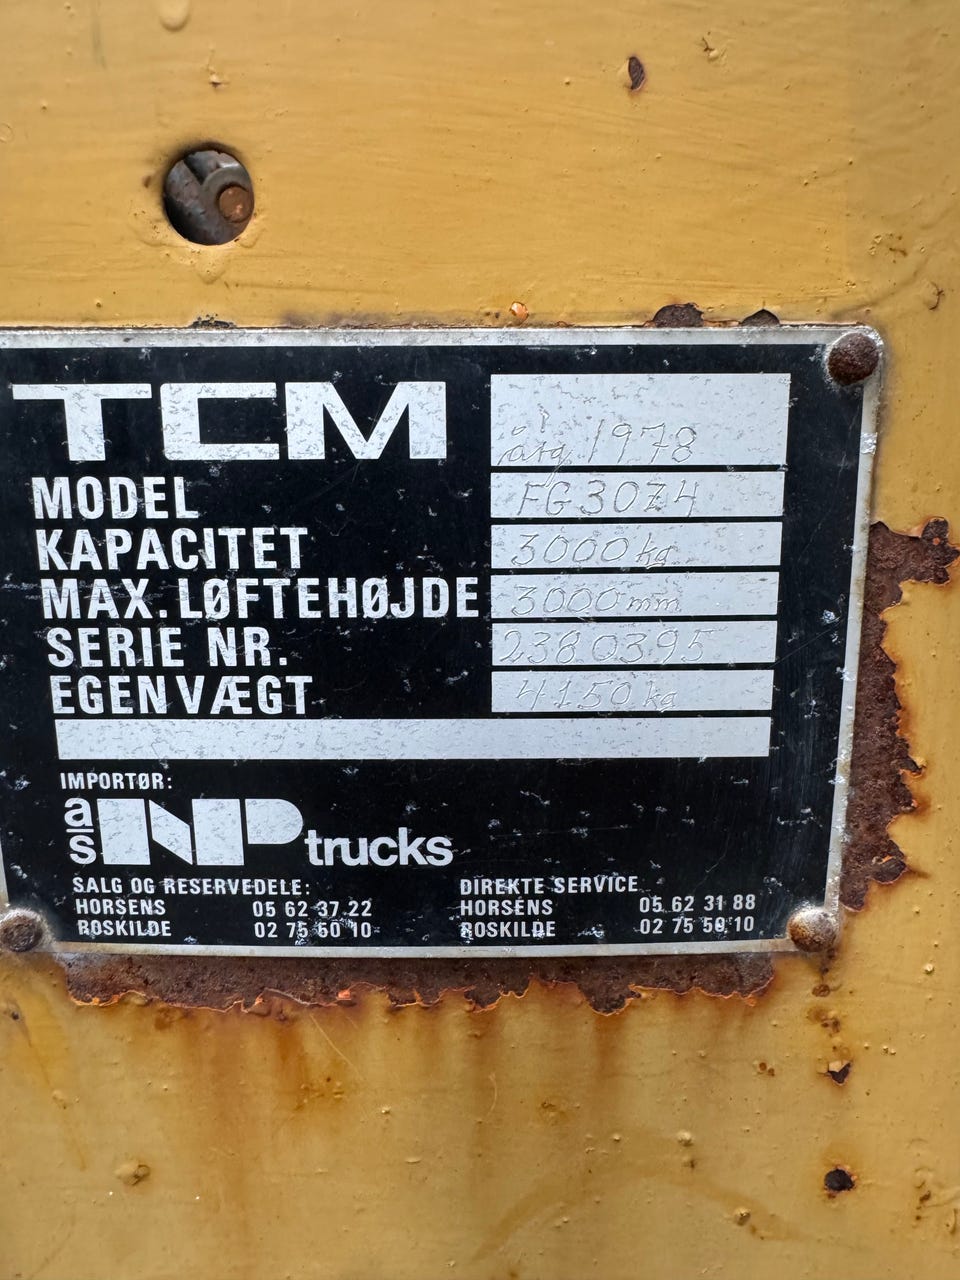 TCM
årg 1978
MODEL FG30Z4
KAPACITET 3000 kg
MAX. LØFTEHØJDE 3000 mm
SERIE NR. 2380395
EGENVÆGT 4150 kg
IMPORTØR:
a/s NP trucks
SALG OG RESERVEDELE: DIREKTE SERVICE
HORSENS 05 62 37 22 HORSENS 05 62 31 88
ROSKILDE 02 75 50 10 ROSKILDE 02 75 50 10